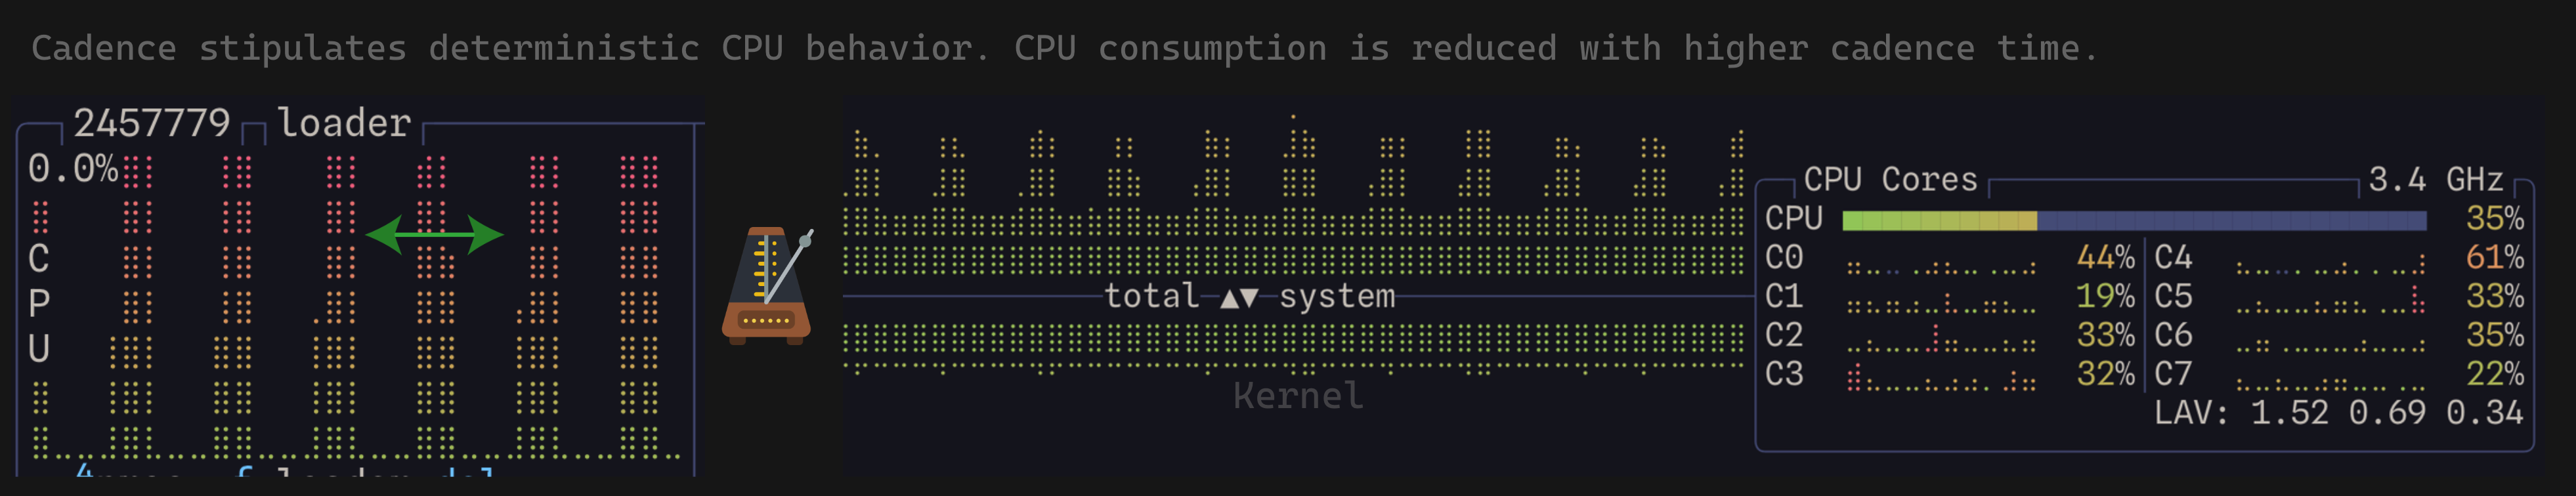 Cadence stipulates deterministic CPU behavior. CPU consumption is reduced with higher cadence time.
2457779 loader
0.0%
C
P
U
total ▲▼ system
Kernel
CPU Cores 3.4 GHz
CPU 35%
C0 44% C4 61%
C1 19% C5 33%
C2 33% C6 35%
C3 32% C7 22%
LAV: 1.52 0.69 0.34